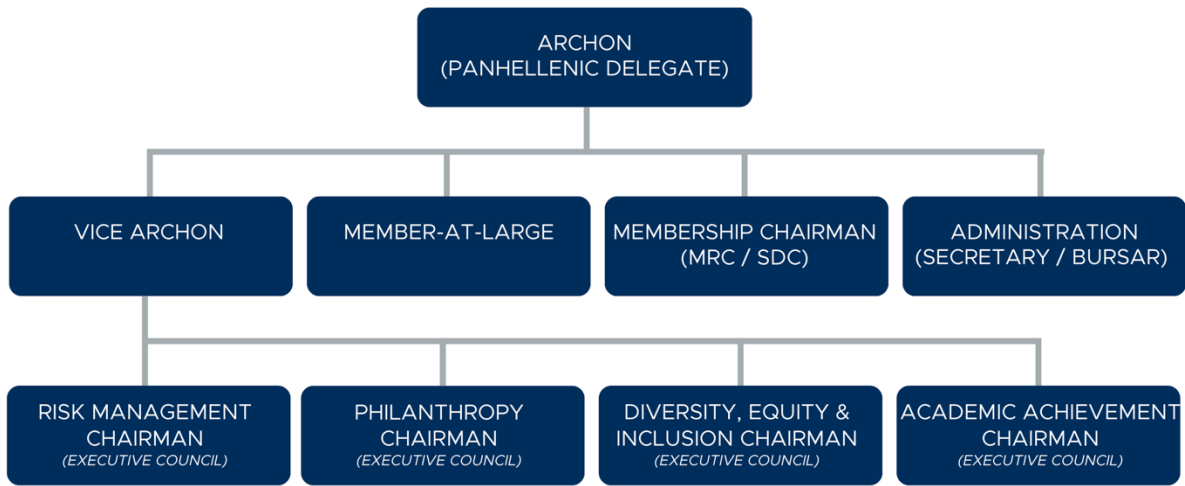 ARCHON
(PANHELLENIC DELEGATE)
VICE ARCHON
MEMBER-AT-LARGE
MEMBERSHIP CHAIRMAN
(MRC / SDC)
ADMINISTRATION
(SECRETARY / BURSAR)
RISK MANAGEMENT
CHAIRMAN
(EXECUTIVE COUNCIL)
PHILANTHROPY
CHAIRMAN
(EXECUTIVE COUNCIL)
DIVERSITY, EQUITY &
INCLUSION CHAIRMAN
(EXECUTIVE COUNCIL)
ACADEMIC ACHIEVEMENT
CHAIRMAN
(EXECUTIVE COUNCIL)